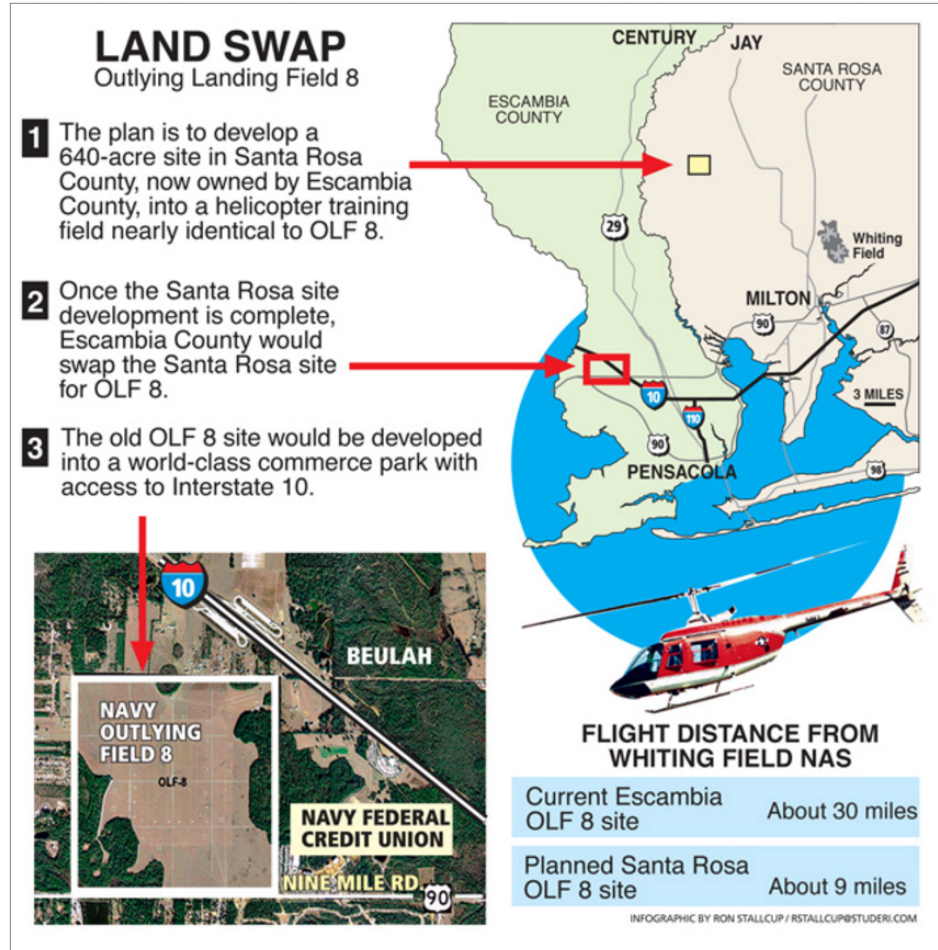 LAND SWAP
Outlying Landing Field 8
1 The plan is to develop a
640-acre site in Santa Rosa
County, now owned by Escambia
County, into a helicopter training
field nearly identical to OLF 8.
2 Once the Santa Rosa site
development is complete,
Escambia County would
swap the Santa Rosa site
for OLF 8.
3 The old OLF 8 site would be developed
into a world-class commerce park with
access to Interstate 10.
CENTURY
JAY
ESCAMBIA
COUNTY
SANTA ROSA
COUNTY
29
Whiting
Field
MILTON
90
87
3 MILES
10
110
90
PENSACOLA
98
10
BEULAH
NAVY
OUTLYING
FIELD 8
OLF-8
NAVY FEDERAL
CREDIT UNION
NINE MILE RD.
90
FLIGHT DISTANCE FROM
WHITING FIELD NAS
Current Escambia
OLF 8 site
About 30 miles
Planned Santa Rosa
OLF 8 site
About 9 miles
INFOGRAPHIC BY RON STALLCUP / RSTALLCUP@STUDERI.COM